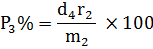 P₃% = d₄r₂/m₂ × 100